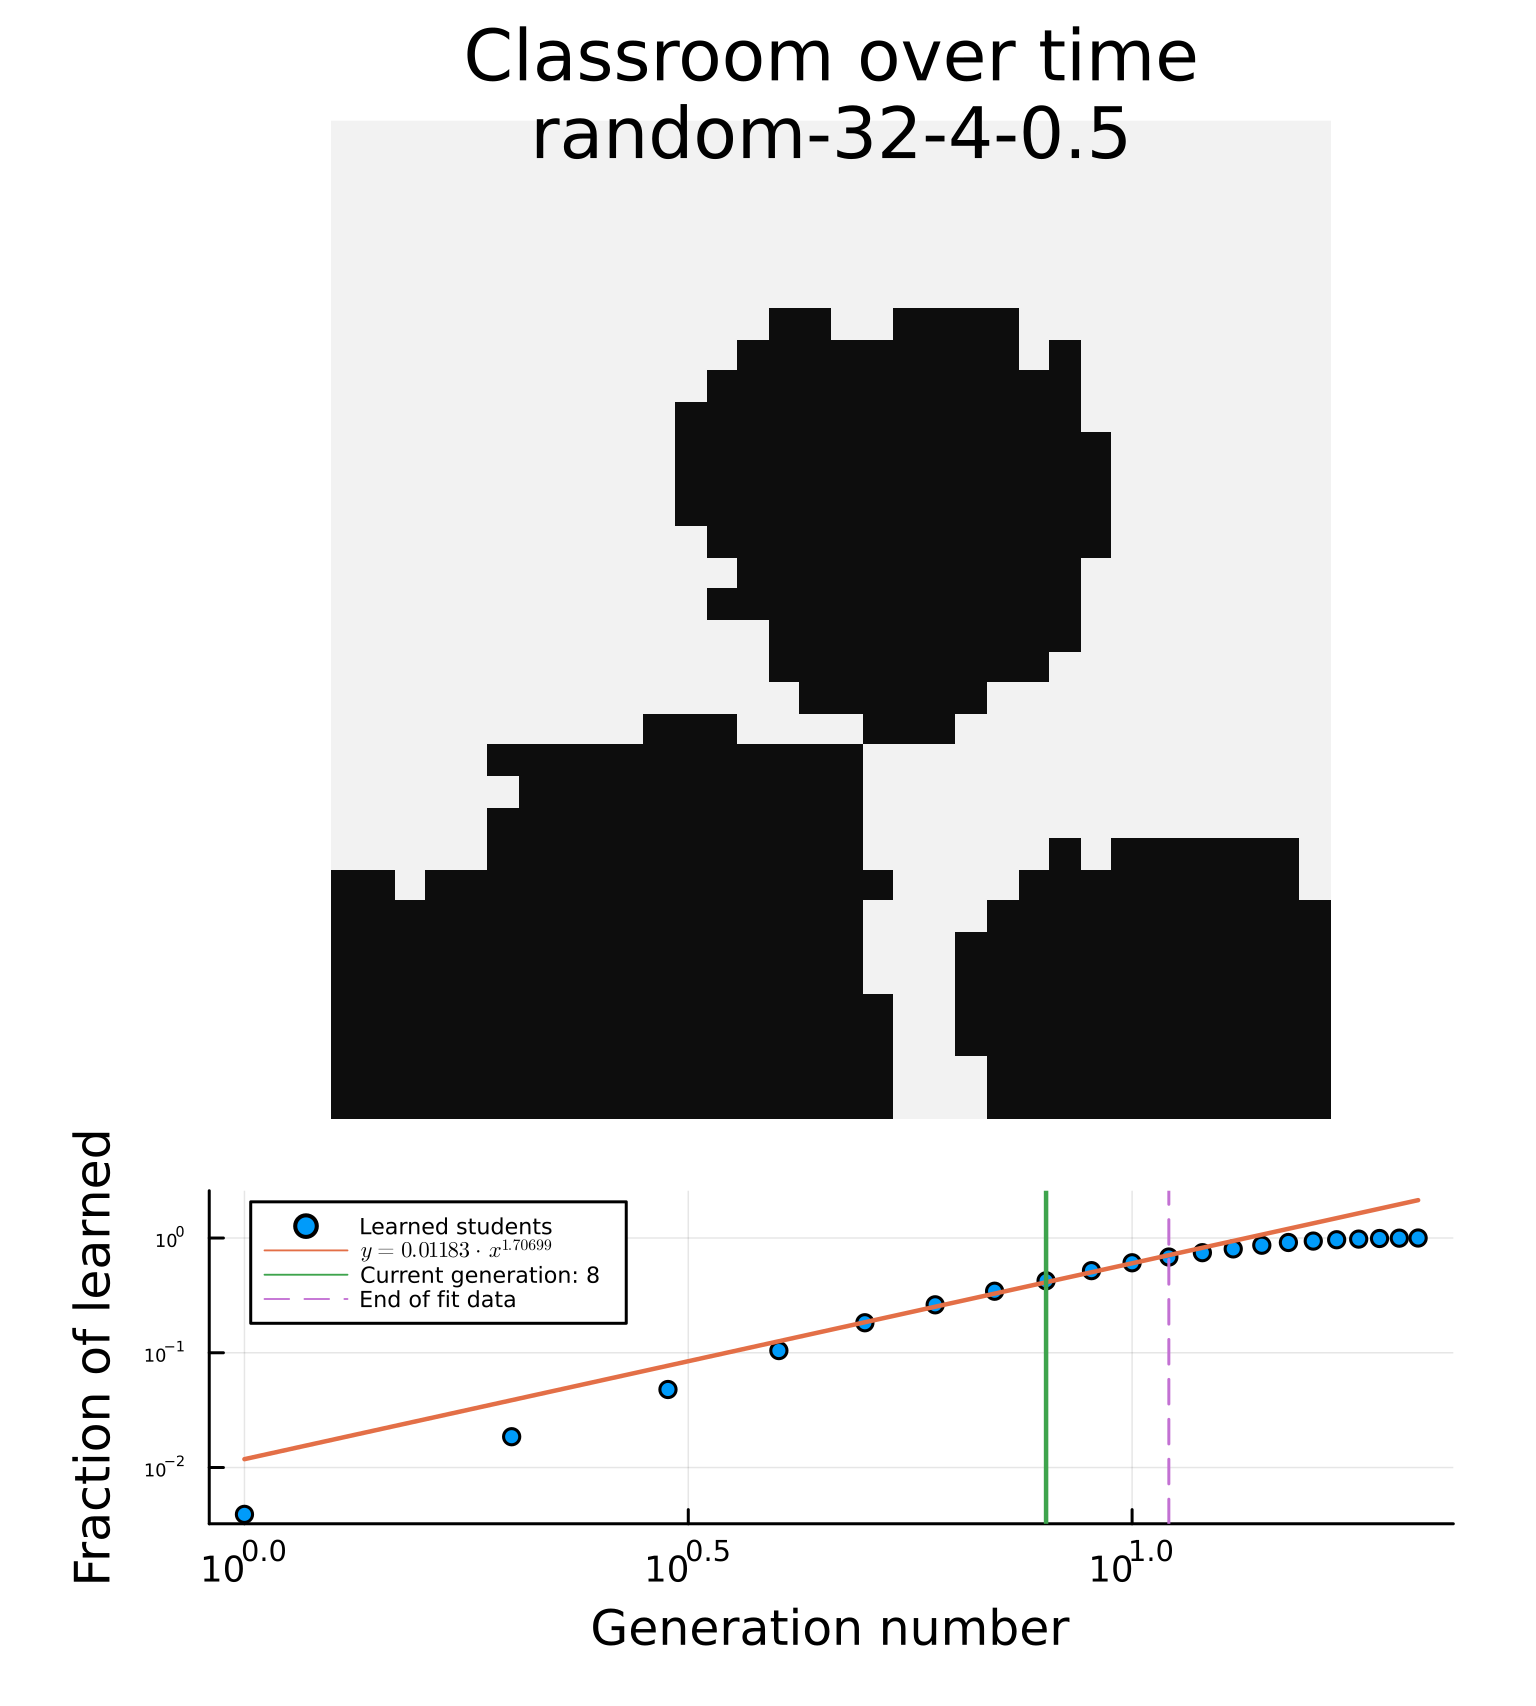 Classroom over time
random-32-4-0.5
Fraction of learned
Learned students
y = 0.01183 · x^1.70699
Current generation: 8
End of fit data
10^0
10^−1
10^−2
10^0.0 10^0.5 10^1.0
Generation number